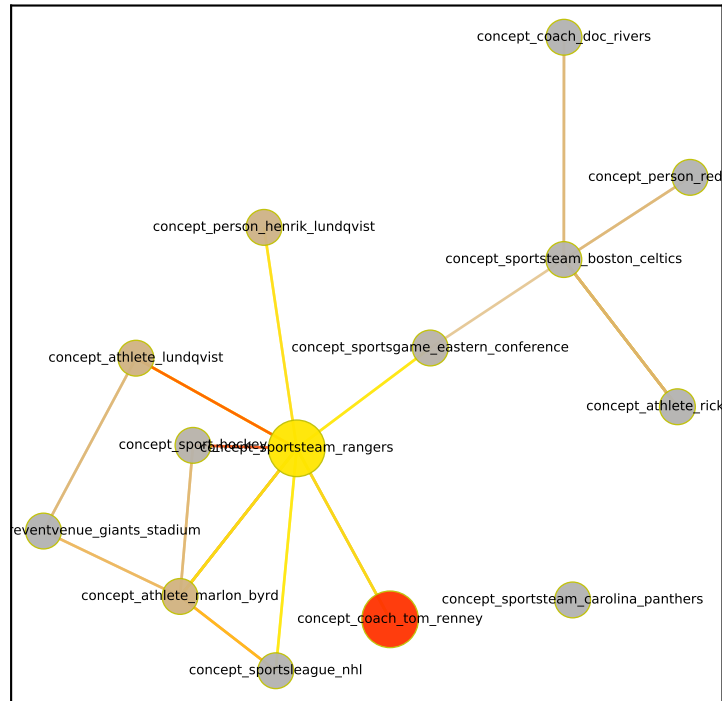 concept_coach_doc_rivers
concept_person_red
concept_person_henrik_lundqvist
concept_sportsteam_boston_celtics
concept_sportsgame_eastern_conference
concept_athlete_lundqvist
concept_athlete_rick
concept_sport_hockey
concept_sportsteam_rangers
reventvenue_giants_stadium
concept_athlete_marlon_byrd
concept_sportsteam_carolina_panthers
concept_coach_tom_renney
concept_sportsleague_nhl